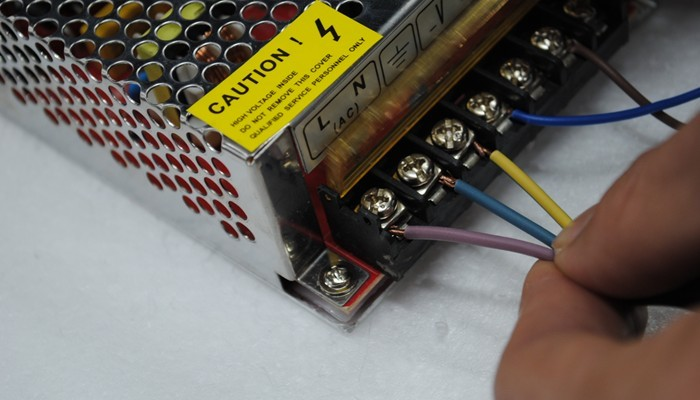 CAUTION !
HIGH VOLTAGE INSIDE
DO NOT REMOVE THIS COVER
QUALIFIED SERVICE PERSONNEL ONLY
L N
(AC)
-V